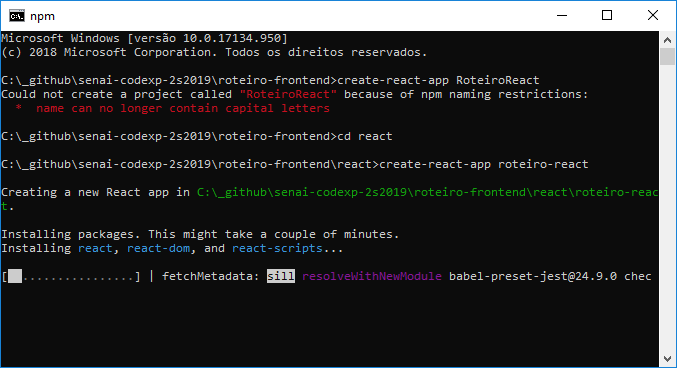 npm
Microsoft Windows [versão 10.0.17134.950]
(c) 2018 Microsoft Corporation. Todos os direitos reservados.
C:\_github\senai-codexp-2s2019\roteiro-frontend>create-react-app RoteiroReact
Could not create a project called "RoteiroReact" because of npm naming restrictions:
  *  name can no longer contain capital letters
C:\_github\senai-codexp-2s2019\roteiro-frontend>cd react
C:\_github\senai-codexp-2s2019\roteiro-frontend\react>create-react-app roteiro-react
Creating a new React app in C:\_github\senai-codexp-2s2019\roteiro-frontend\react\roteiro-reac
t.
Installing packages. This might take a couple of minutes.
Installing react, react-dom, and react-scripts...
[  ................] | fetchMetadata: sill resolveWithNewModule babel-preset-jest@24.9.0 chec